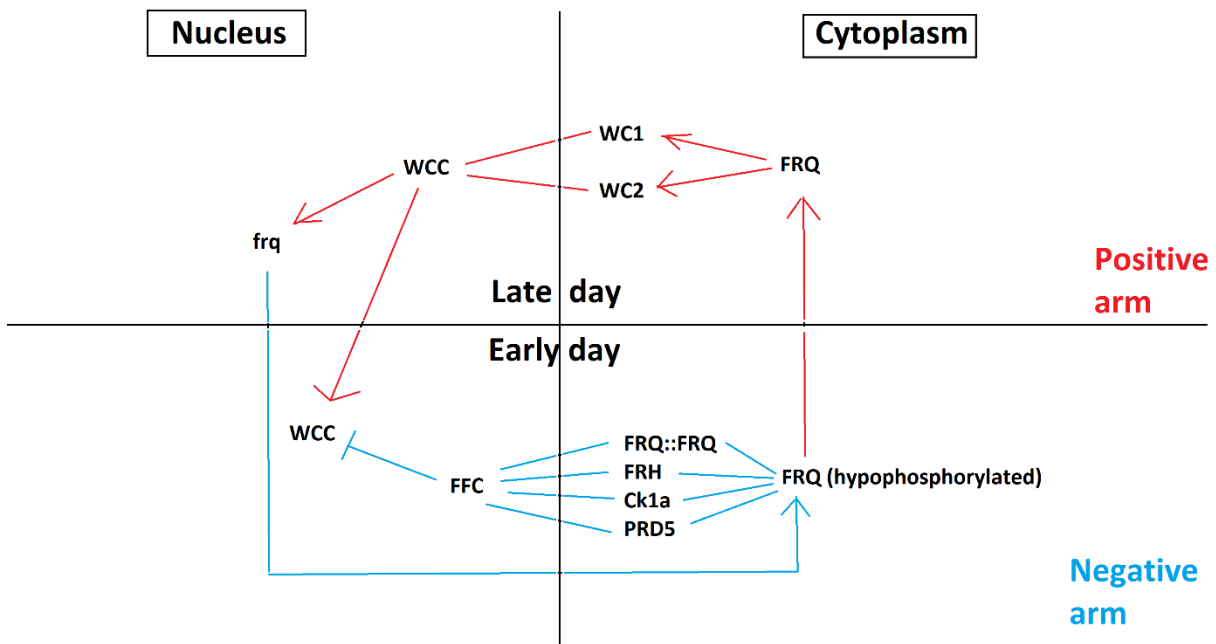 Nucleus
Cytoplasm
WC1
WCC
FRQ
WC2
frq
Positive
arm
Late day
Early day
WCC
FRQ::FRQ
FRH
FFC
FRQ (hypophosphorylated)
Ck1a
PRD5
Negative
arm